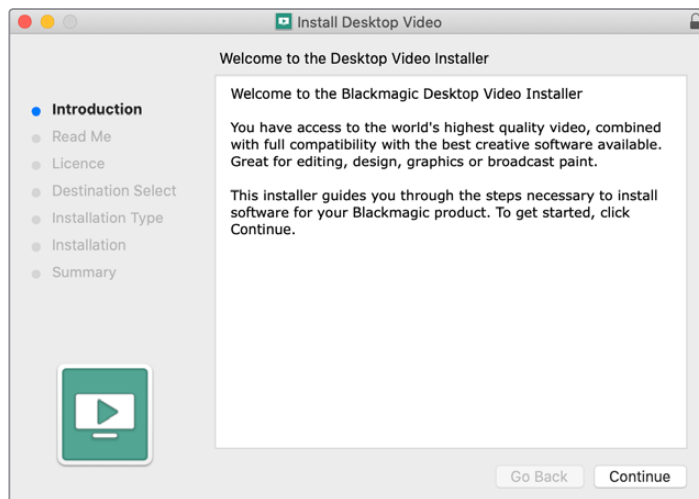 Install Desktop Video
Welcome to the Desktop Video Installer
Introduction
Read Me
Licence
Destination Select
Installation Type
Installation
Summary
Welcome to the Blackmagic Desktop Video Installer
You have access to the world's highest quality video, combined
with full compatibility with the best creative software available.
Great for editing, design, graphics or broadcast paint.
This installer guides you through the steps necessary to install
software for your Blackmagic product. To get started, click
Continue.
Go Back
Continue